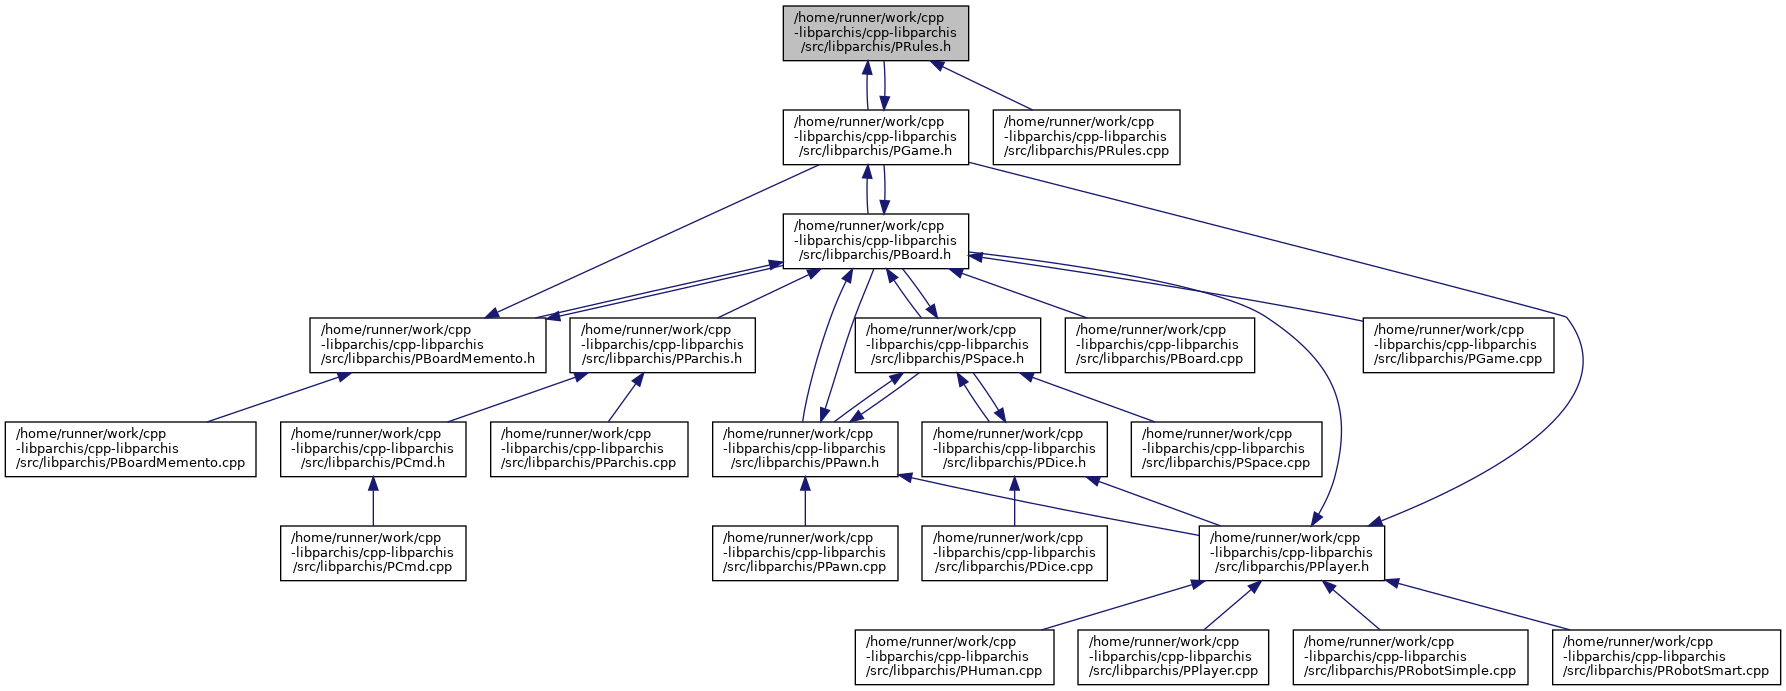 /home/runner/work/cpp
-libparchis/cpp-libparchis
/src/libparchis/PRules.h
/home/runner/work/cpp
-libparchis/cpp-libparchis
/src/libparchis/PGame.h
/home/runner/work/cpp
-libparchis/cpp-libparchis
/src/libparchis/PRules.cpp
/home/runner/work/cpp
-libparchis/cpp-libparchis
/src/libparchis/PBoard.h
/home/runner/work/cpp
-libparchis/cpp-libparchis
/src/libparchis/PBoardMemento.h
/home/runner/work/cpp
-libparchis/cpp-libparchis
/src/libparchis/PParchis.h
/home/runner/work/cpp
-libparchis/cpp-libparchis
/src/libparchis/PSpace.h
/home/runner/work/cpp
-libparchis/cpp-libparchis
/src/libparchis/PBoard.cpp
/home/runner/work/cpp
-libparchis/cpp-libparchis
/src/libparchis/PGame.cpp
/home/runner/work/cpp
-libparchis/cpp-libparchis
/src/libparchis/PBoardMemento.cpp
/home/runner/work/cpp
-libparchis/cpp-libparchis
/src/libparchis/PCmd.h
/home/runner/work/cpp
-libparchis/cpp-libparchis
/src/libparchis/PParchis.cpp
/home/runner/work/cpp
-libparchis/cpp-libparchis
/src/libparchis/PPawn.h
/home/runner/work/cpp
-libparchis/cpp-libparchis
/src/libparchis/PDice.h
/home/runner/work/cpp
-libparchis/cpp-libparchis
/src/libparchis/PSpace.cpp
/home/runner/work/cpp
-libparchis/cpp-libparchis
/src/libparchis/PCmd.cpp
/home/runner/work/cpp
-libparchis/cpp-libparchis
/src/libparchis/PPawn.cpp
/home/runner/work/cpp
-libparchis/cpp-libparchis
/src/libparchis/PDice.cpp
/home/runner/work/cpp
-libparchis/cpp-libparchis
/src/libparchis/PPlayer.h
/home/runner/work/cpp
-libparchis/cpp-libparchis
/src/libparchis/PHuman.cpp
/home/runner/work/cpp
-libparchis/cpp-libparchis
/src/libparchis/PPlayer.cpp
/home/runner/work/cpp
-libparchis/cpp-libparchis
/src/libparchis/PRobotSimple.cpp
/home/runner/work/cpp
-libparchis/cpp-libparchis
/src/libparchis/PRobotSmart.cpp